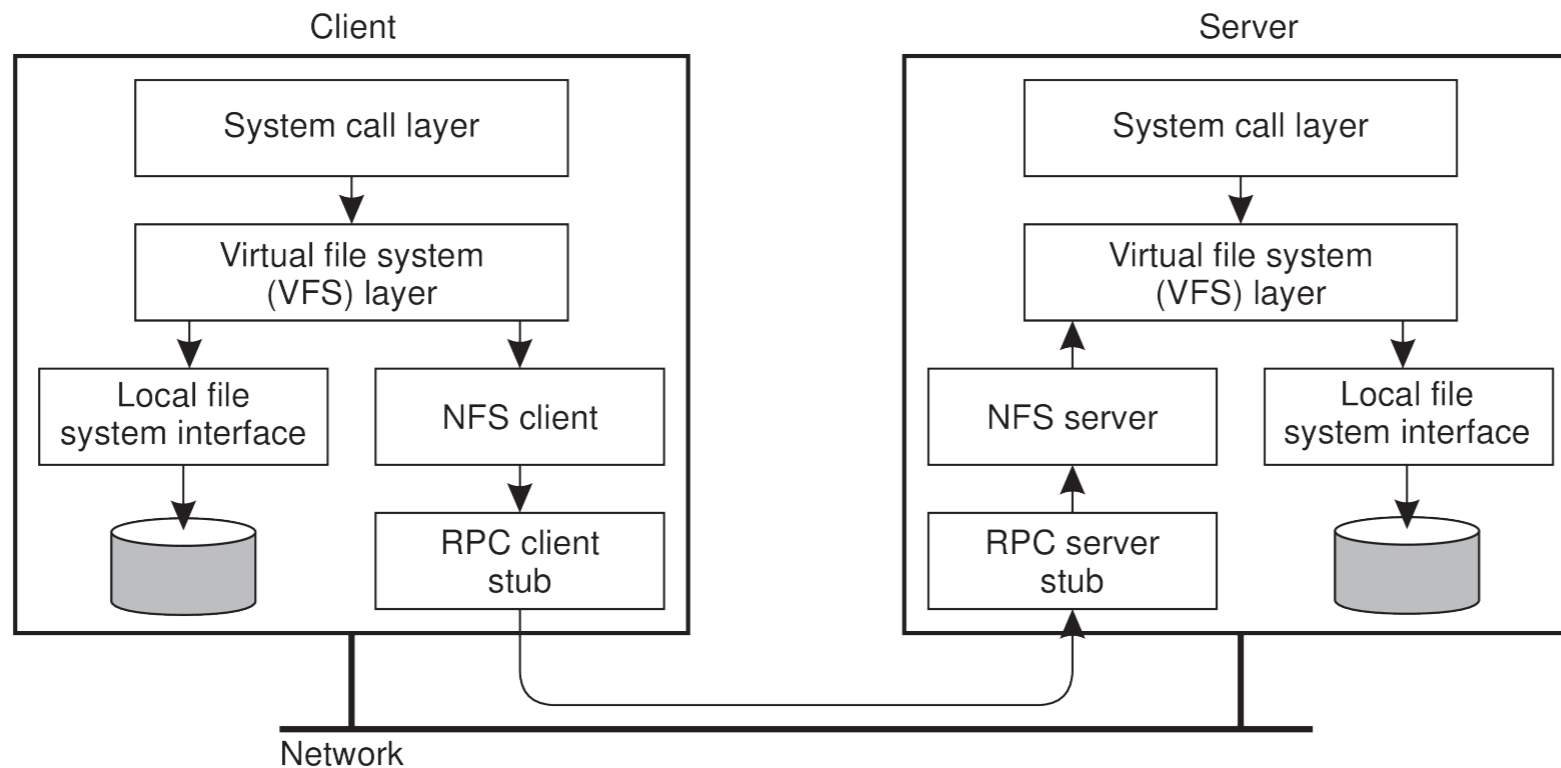 Client
System call layer
Virtual file system
(VFS) layer
Local file
system interface
NFS client
RPC client
stub
Server
System call layer
Virtual file system
(VFS) layer
NFS server
Local file
system interface
RPC server
stub
Network